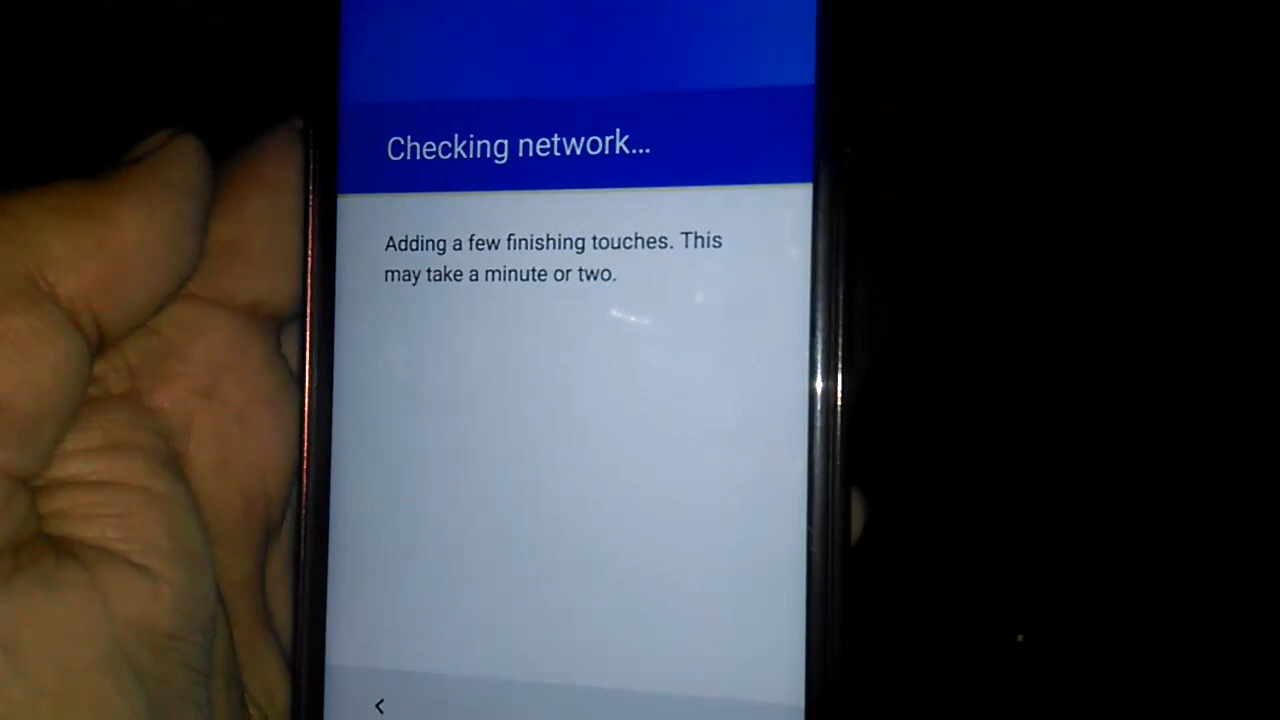 Checking network...
Adding a few finishing touches. This
may take a minute or two.